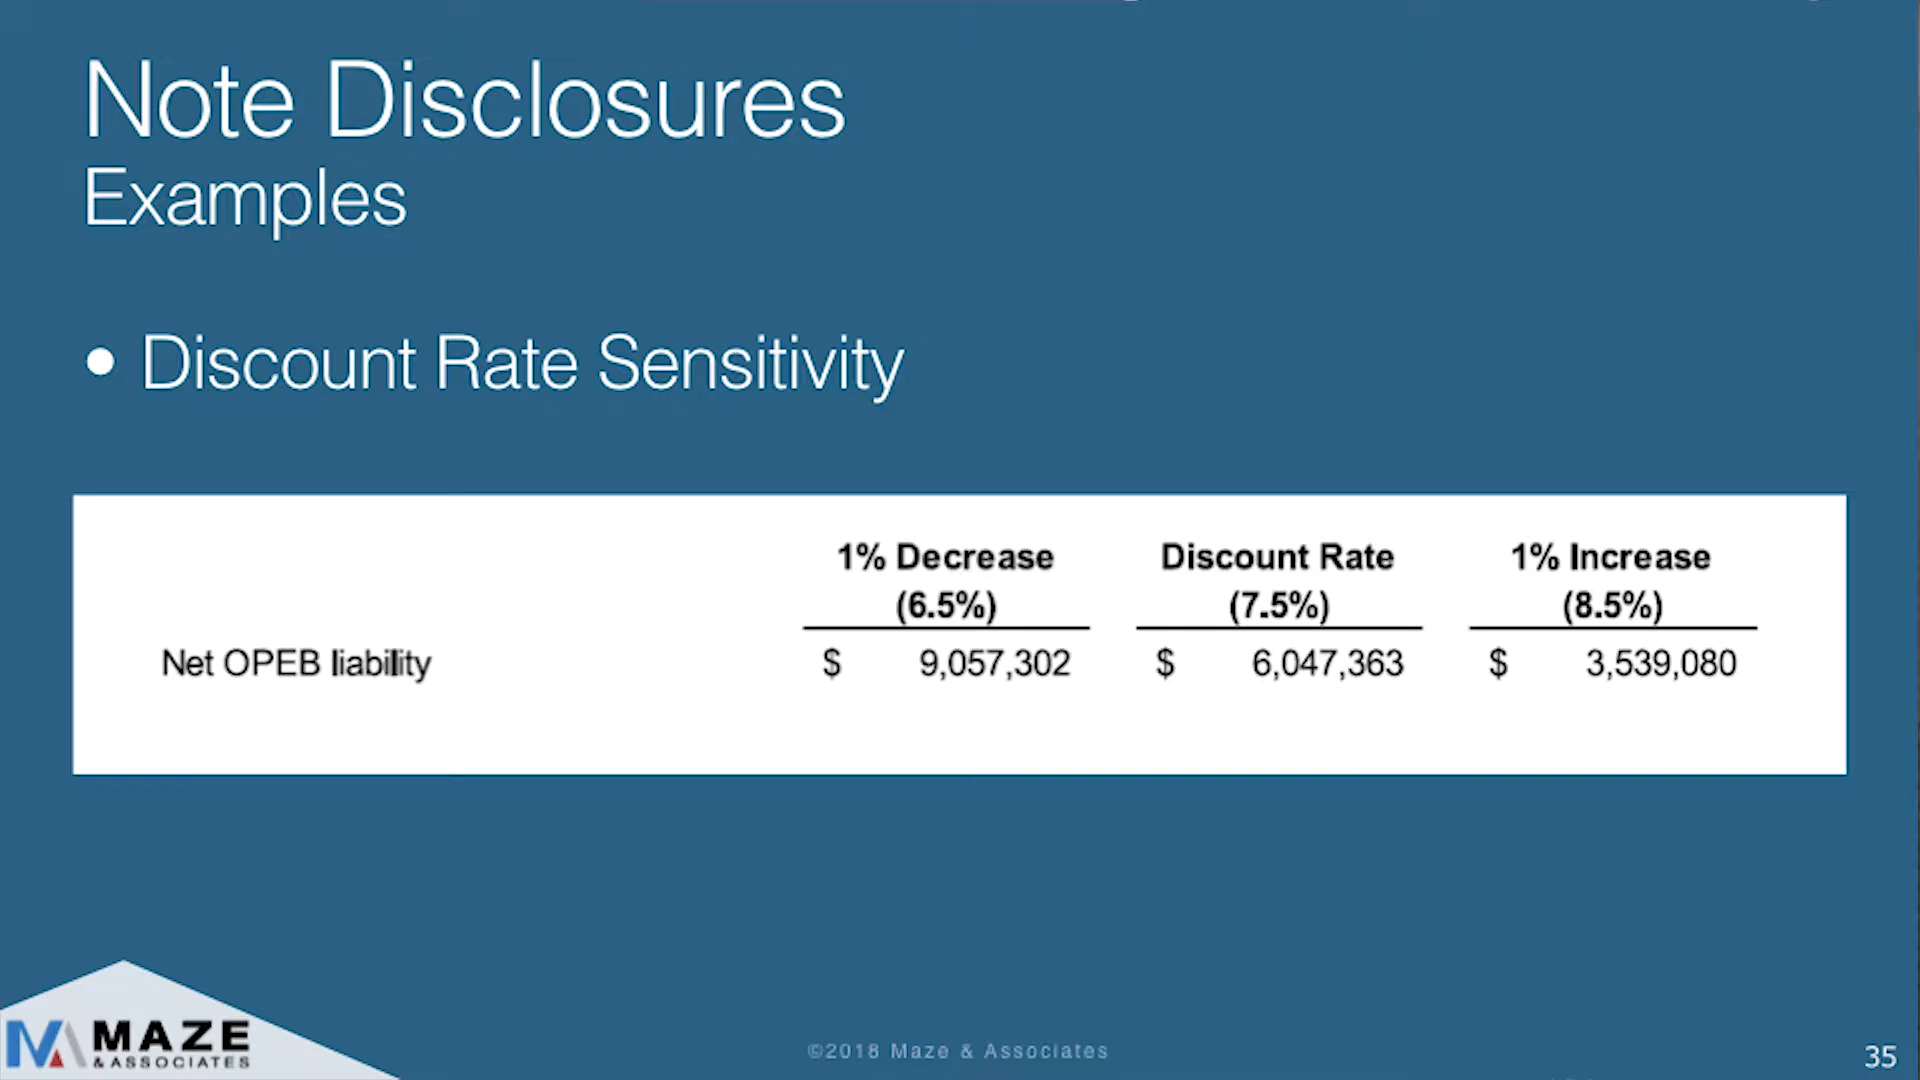 Note Disclosures
Examples
• Discount Rate Sensitivity
1% Decrease Discount Rate 1% Increase
(6.5%) (7.5%) (8.5%)
Net OPEB liability $ 9,057,302 $ 6,047,363 $ 3,539,080
MAZE
& ASSOCIATES
©2018 Maze & Associates
35